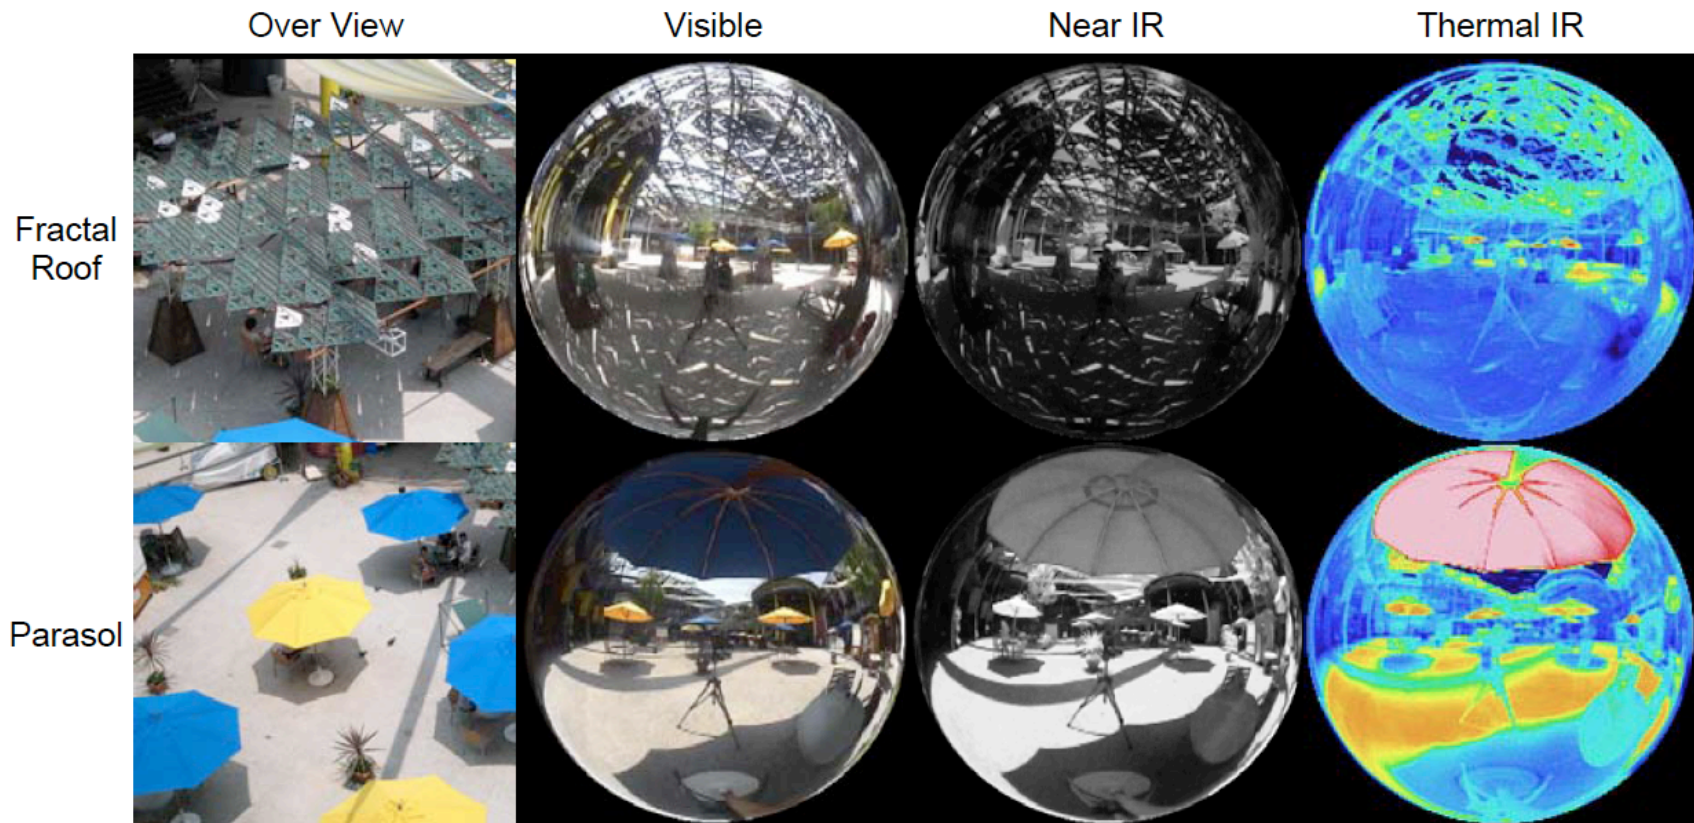 Over View
Visible
Near IR
Thermal IR
Fractal
Roof
Parasol